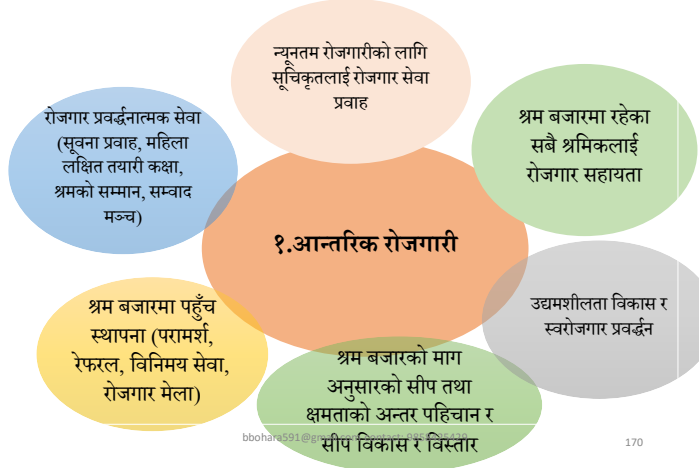 न्यूनतम रोजगारीको लागि
सूचिकृतलाई रोजगार सेवा
प्रवाह
रोजगार प्रवर्द्धनात्मक सेवा
(सूचना प्रवाह, महिला
लक्षित तयारी कक्षा,
श्रमको सम्मान, सम्वाद
मञ्च)
श्रम बजारमा रहेका
सबै श्रमिकलाई
रोजगार सहायता
१.आन्तरिक रोजगारी
श्रम बजारमा पहुँच
स्थापना (परामर्श,
रेफरल, विनिमय सेवा,
रोजगार मेला)
उद्यमशीलता विकास र
स्वरोजगार प्रवर्द्धन
श्रम बजारको माग
अनुसारको सीप तथा
क्षमताको अन्तर पहिचान र
सीप विकास र विस्तार
170